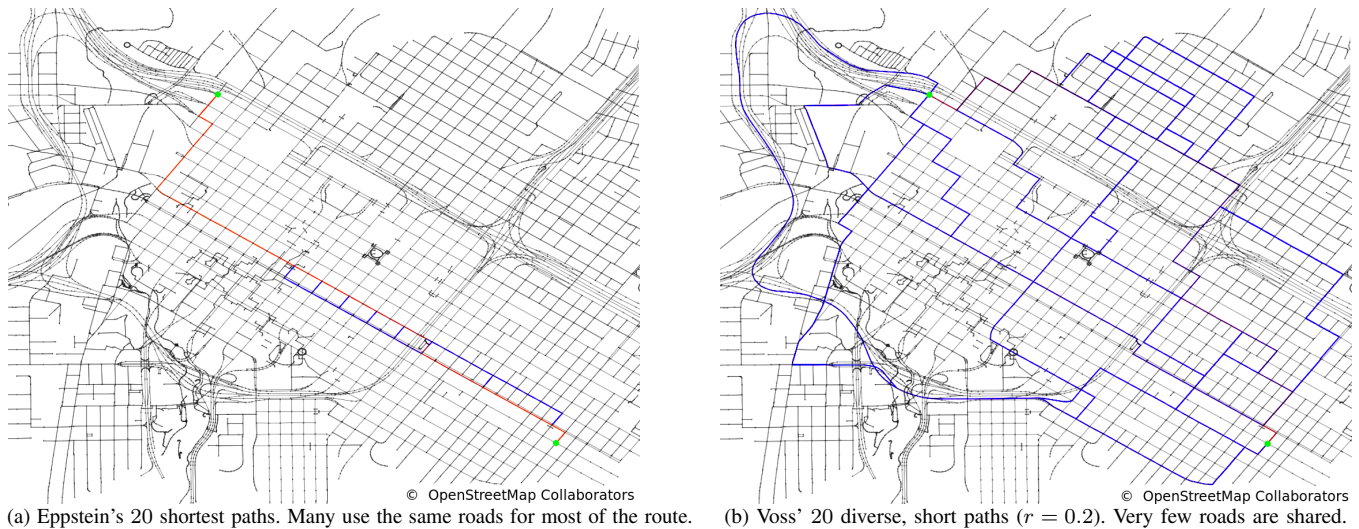 © OpenStreetMap Collaborators
© OpenStreetMap Collaborators
(a) Eppstein's 20 shortest paths. Many use the same roads for most of the route.
(b) Voss' 20 diverse, short paths (r = 0.2). Very few roads are shared.